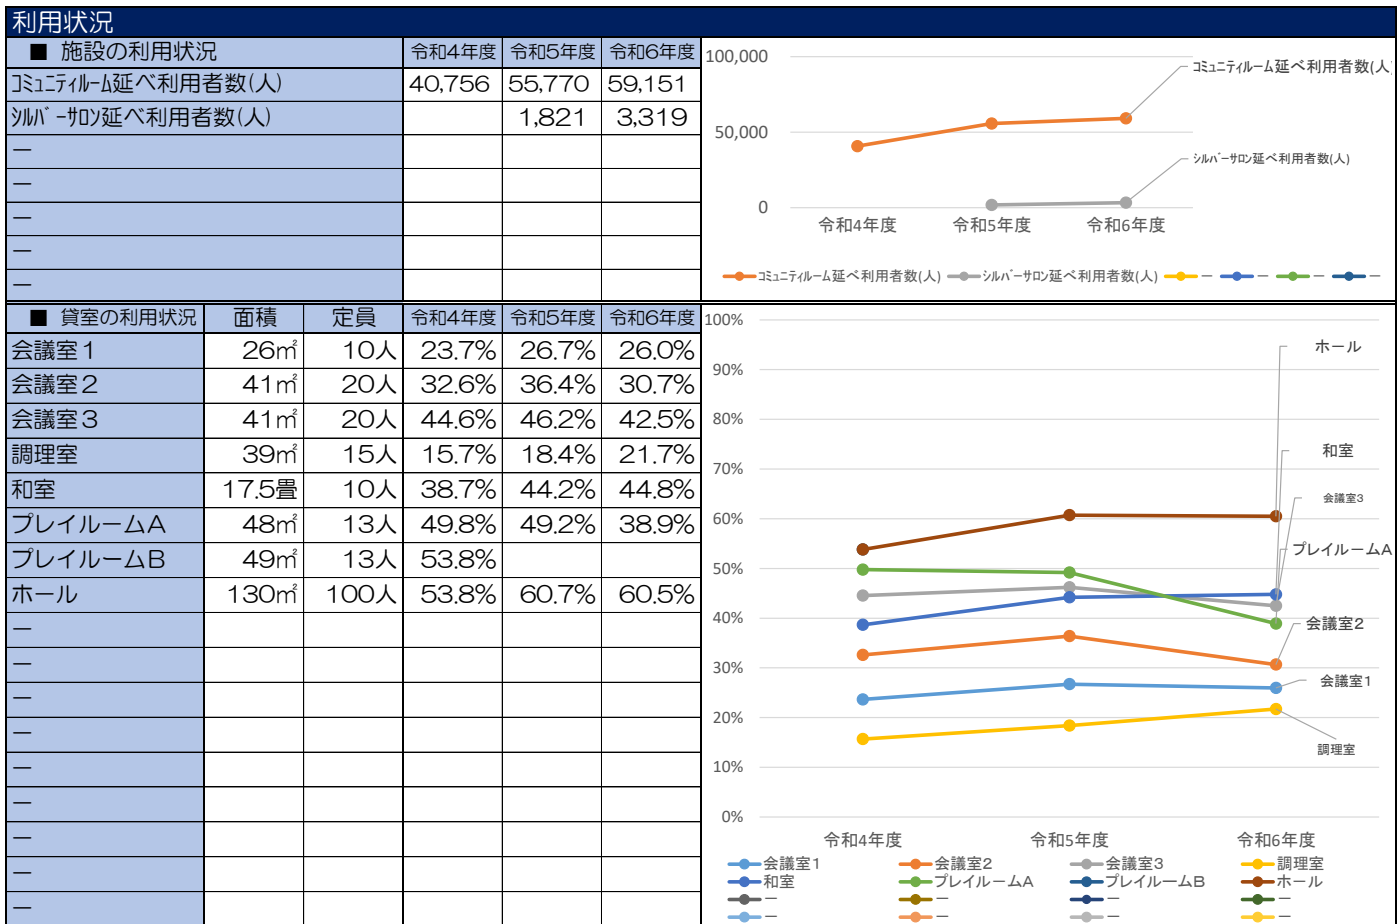 利用状況
■ 施設の利用状況 令和4年度 令和5年度 令和6年度
ｺﾐｭﾆﾃｨﾙｰﾑ延べ利用者数(人) 40,756 55,770 59,151
ｼﾙﾊﾞｰｻﾛﾝ延べ利用者数(人) 1,821 3,319
ー
ー
ー
ー
ー
100,000
50,000
0
ｺﾐｭﾆﾃｨﾙｰﾑ延べ利用者数(人)
ｼﾙﾊﾞｰｻﾛﾝ延べ利用者数(人)
令和4年度 令和5年度 令和6年度
ｺﾐｭﾆﾃｨﾙｰﾑ延べ利用者数(人) ｼﾙﾊﾞｰｻﾛﾝ延べ利用者数(人) ー ー ー ー
■ 貸室の利用状況 面積 定員 令和4年度 令和5年度 令和6年度
会議室1 26㎡ 10人 23.7% 26.7% 26.0%
会議室2 41㎡ 20人 32.6% 36.4% 30.7%
会議室3 41㎡ 20人 44.6% 46.2% 42.5%
調理室 39㎡ 15人 15.7% 18.4% 21.7%
和室 17.5畳 10人 38.7% 44.2% 44.8%
プレイルームA 48㎡ 13人 49.8% 49.2% 38.9%
プレイルームB 49㎡ 13人 53.8%
ホール 130㎡ 100人 53.8% 60.7% 60.5%
ー
ー
ー
ー
ー
ー
ー
ー
ー
100%
90%
80%
70%
60%
50%
40%
30%
20%
10%
0%
ホール
和室
会議室3
プレイルームA
会議室2
会議室1
調理室
令和4年度 令和5年度 令和6年度
会議室1 会議室2 会議室3 調理室
和室 プレイルームA プレイルームB ホール
ー ー ー ー
ー ー ー ー